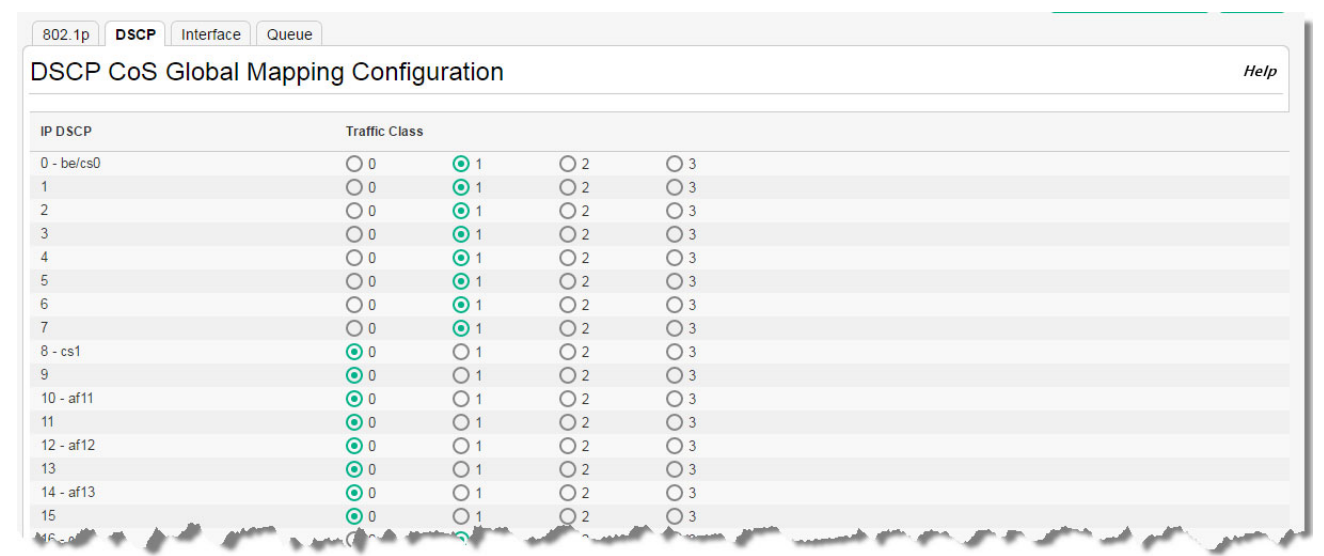 802.1p DSCP Interface Queue
DSCP CoS Global Mapping Configuration Help
IP DSCP Traffic Class
0 - be/cs0 0 1 2 3
1 0 1 2 3
2 0 1 2 3
3 0 1 2 3
4 0 1 2 3
5 0 1 2 3
6 0 1 2 3
7 0 1 2 3
8 - cs1 0 1 2 3
9 0 1 2 3
10 - af11 0 1 2 3
11 0 1 2 3
12 - af12 0 1 2 3
13 0 1 2 3
14 - af13 0 1 2 3
15 0 1 2 3